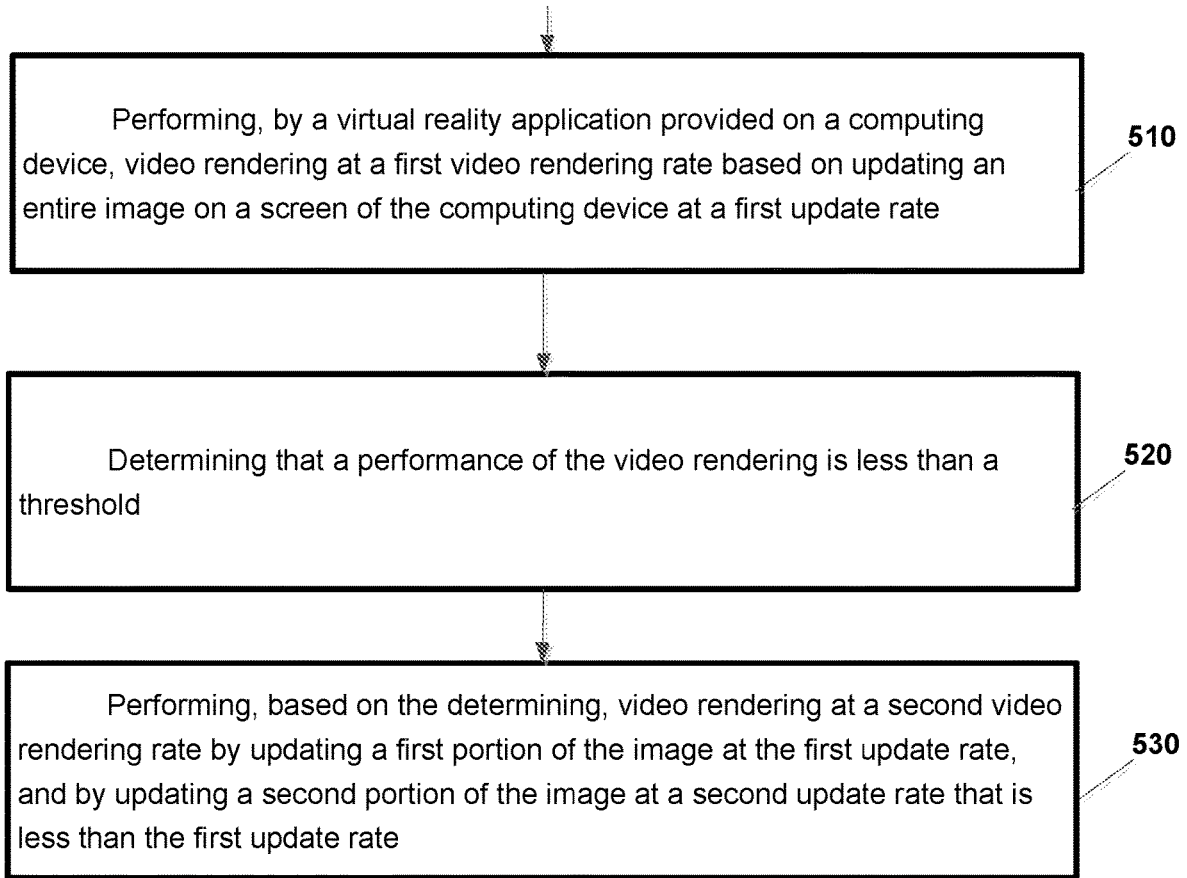 Performing, by a virtual reality application provided on a computing
device, video rendering at a first video rendering rate based on updating an
entire image on a screen of the computing device at a first update rate
510
Determining that a performance of the video rendering is less than a
threshold
520
Performing, based on the determining, video rendering at a second video
rendering rate by updating a first portion of the image at the first update rate,
and by updating a second portion of the image at a second update rate that is
less than the first update rate
530